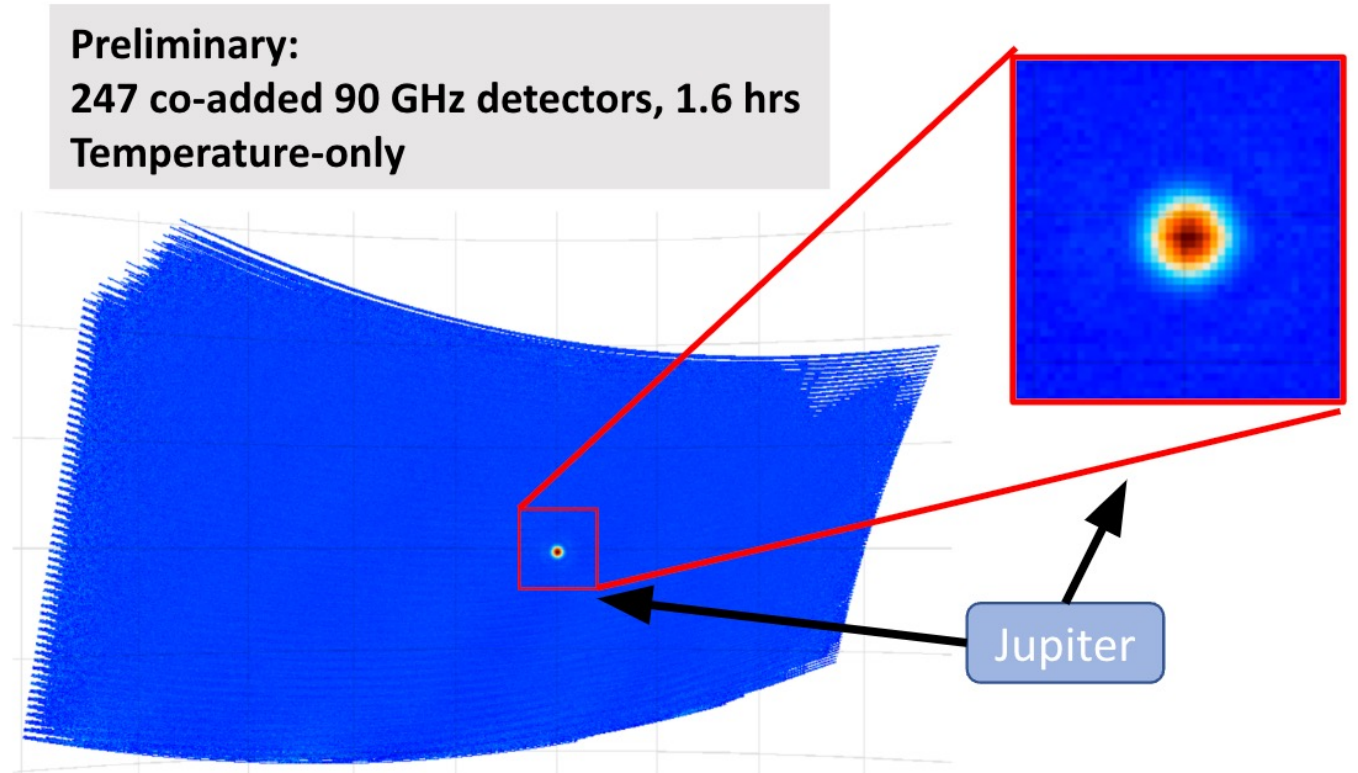 Preliminary:
247 co-added 90 GHz detectors, 1.6 hrs
Temperature-only
Jupiter